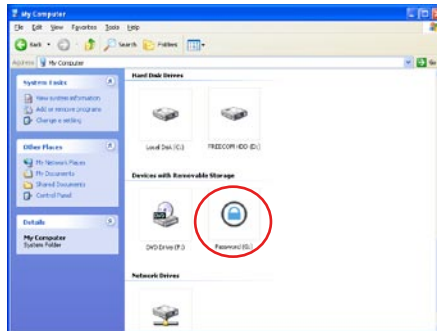 My Computer
File Edit View Favorites Tools Help
Back Search Folders
Address My Computer Go
System Tasks
View system information
Add or remove programs
Change a setting
Other Places
My Network Places
My Documents
Shared Documents
Control Panel
Details
My Computer
System Folder
Hard Disk Drives
Local Disk (C:)
FREECOM HDD (D:)
Devices with Removable Storage
DVD
DVD Drive (F:)
Password (G:)
Network Drives